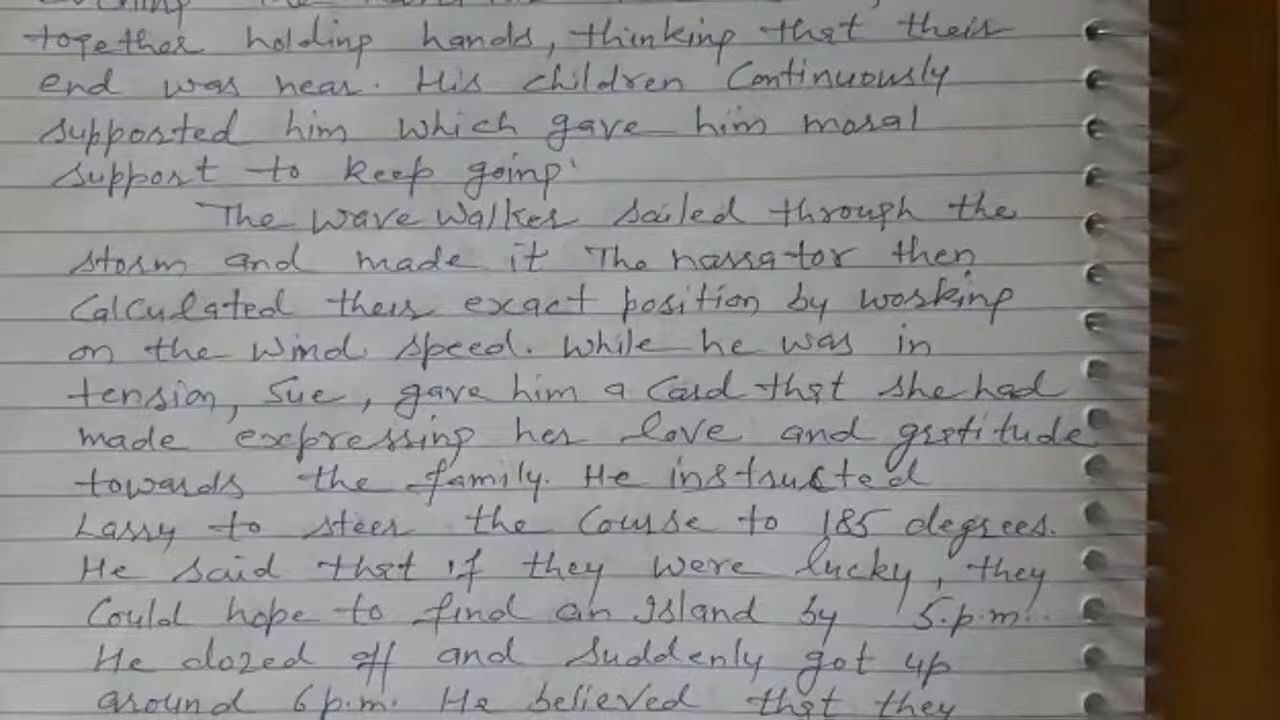 together holding hands, thinking that their
end was near. His children Continuously
supported him which gave him moral
support to keep going.
The Wave Walker sailed through the
storm and made it The narrator then
Calculated their exact position by working
on the wind speed. While he was in
tension, Sue, gave him a Card that she had
made expressing her love and gratitude
towards the family. He instructed
Larry to steer the Course to 185 degrees.
He said that if they were lucky, they
Could hope to find an Island by 5.p.m..
He dozed off and suddenly got up
around 6 p.m. He believed that they